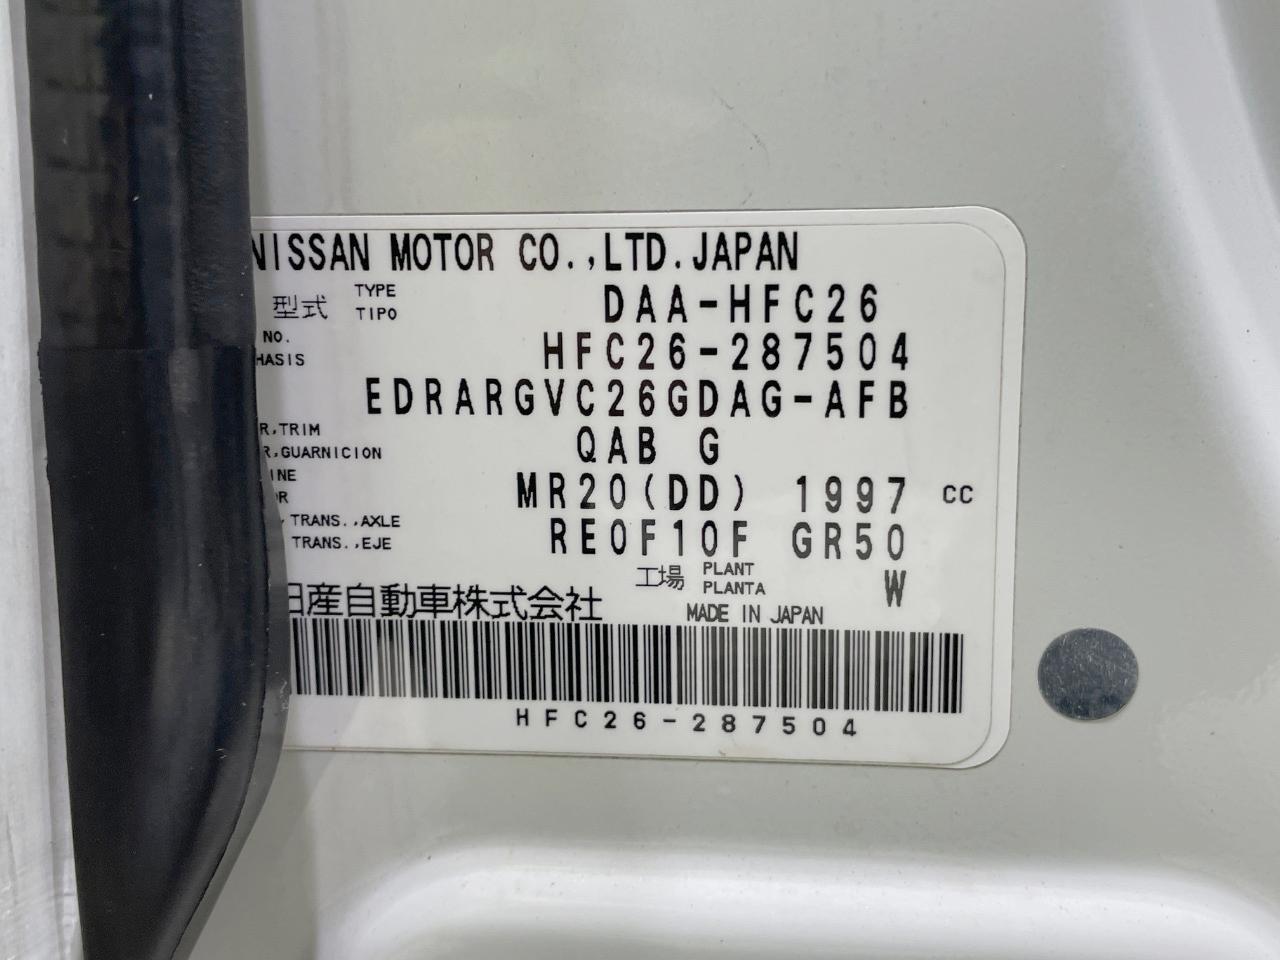 NISSAN MOTOR CO.,LTD.JAPAN
型式 TYPE TIPO DAA-HFC26
NO. HASIS HFC26-287504
EDRARGVC26GDAG-AFB
R,TRIM R,GUARNICION QAB G
INE OR MR20(DD) 1997 CC
TRANS.,AXLE TRANS.,EJE RE0F10F GR50
工場 PLANT PLANTA W
日産自動車株式会社 MADE IN JAPAN
HFC26-287504